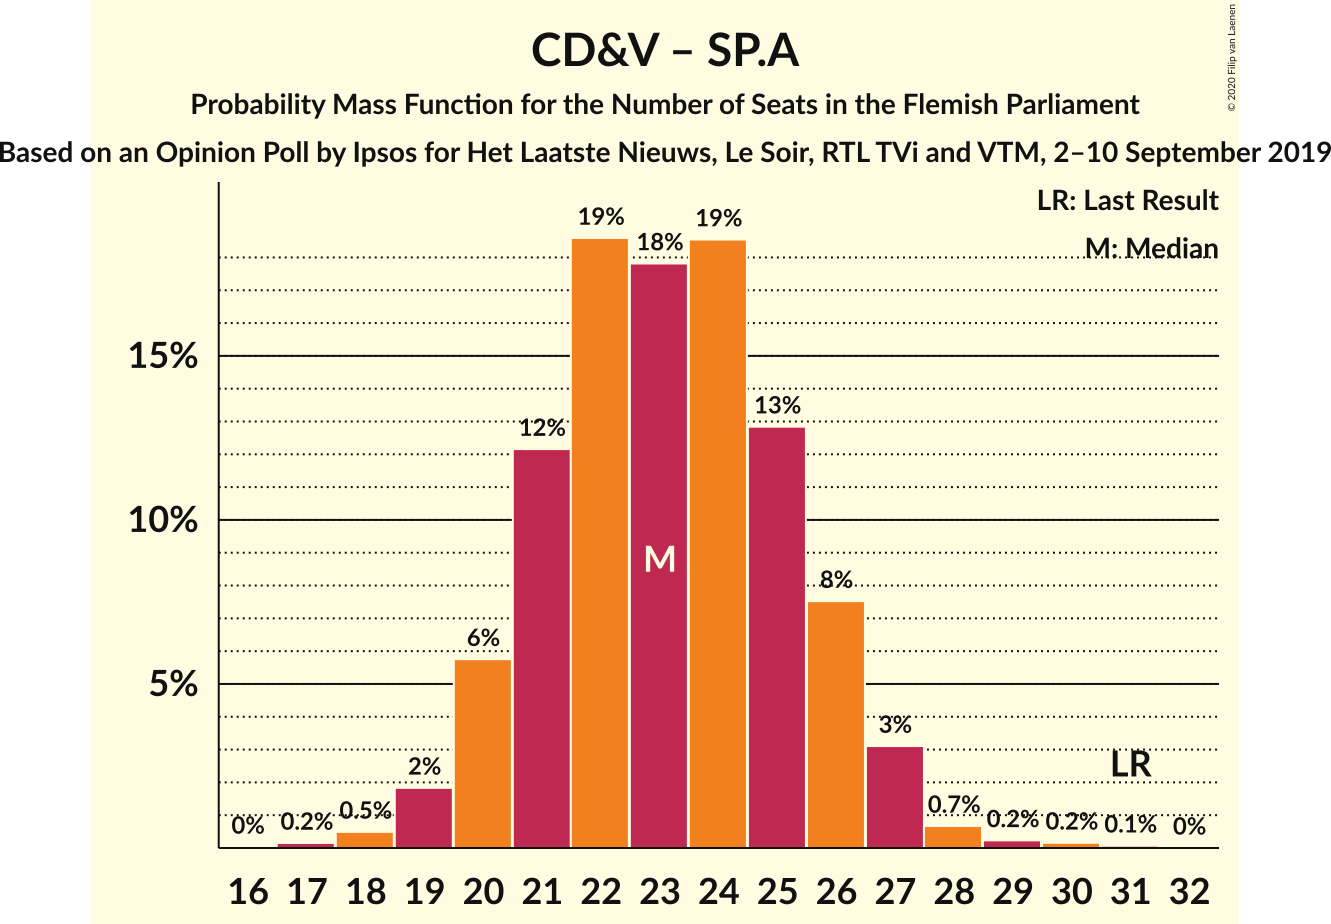 CD&V – SP.A
Probability Mass Function for the Number of Seats in the Flemish Parliament
Based on an Opinion Poll by Ipsos for Het Laatste Nieuws, Le Soir, RTL TVi and VTM, 2–10 September 2019
© 2020 Filip van Laenen
LR: Last Result
M: Median
15%
10%
5%
0% 0.2% 0.5% 2% 6% 12% 19% 18% 19% 13% 8% 3% 0.7% 0.2% 0.2% 0.1% 0%
M
LR
16 17 18 19 20 21 22 23 24 25 26 27 28 29 30 31 32